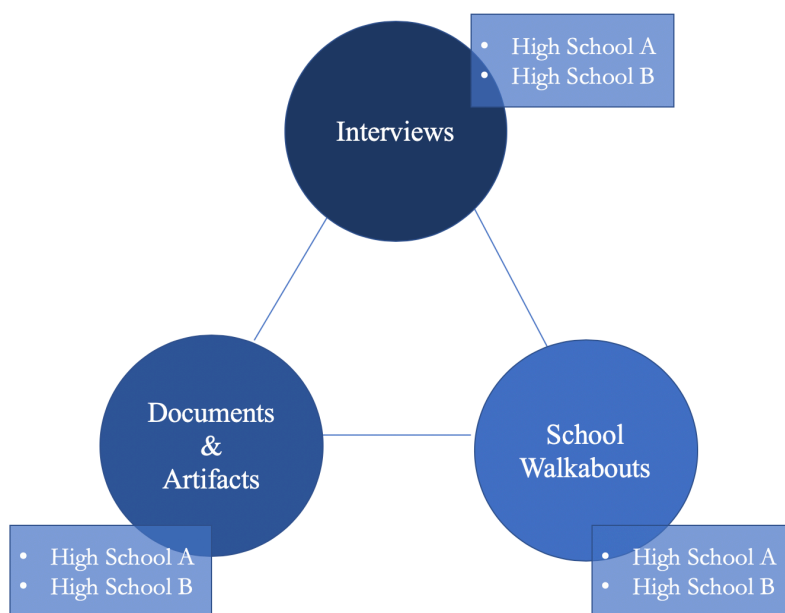 • High School A
• High School B
Interviews
Documents
&
Artifacts
School
Walkabouts
• High School A
• High School B
• High School A
• High School B